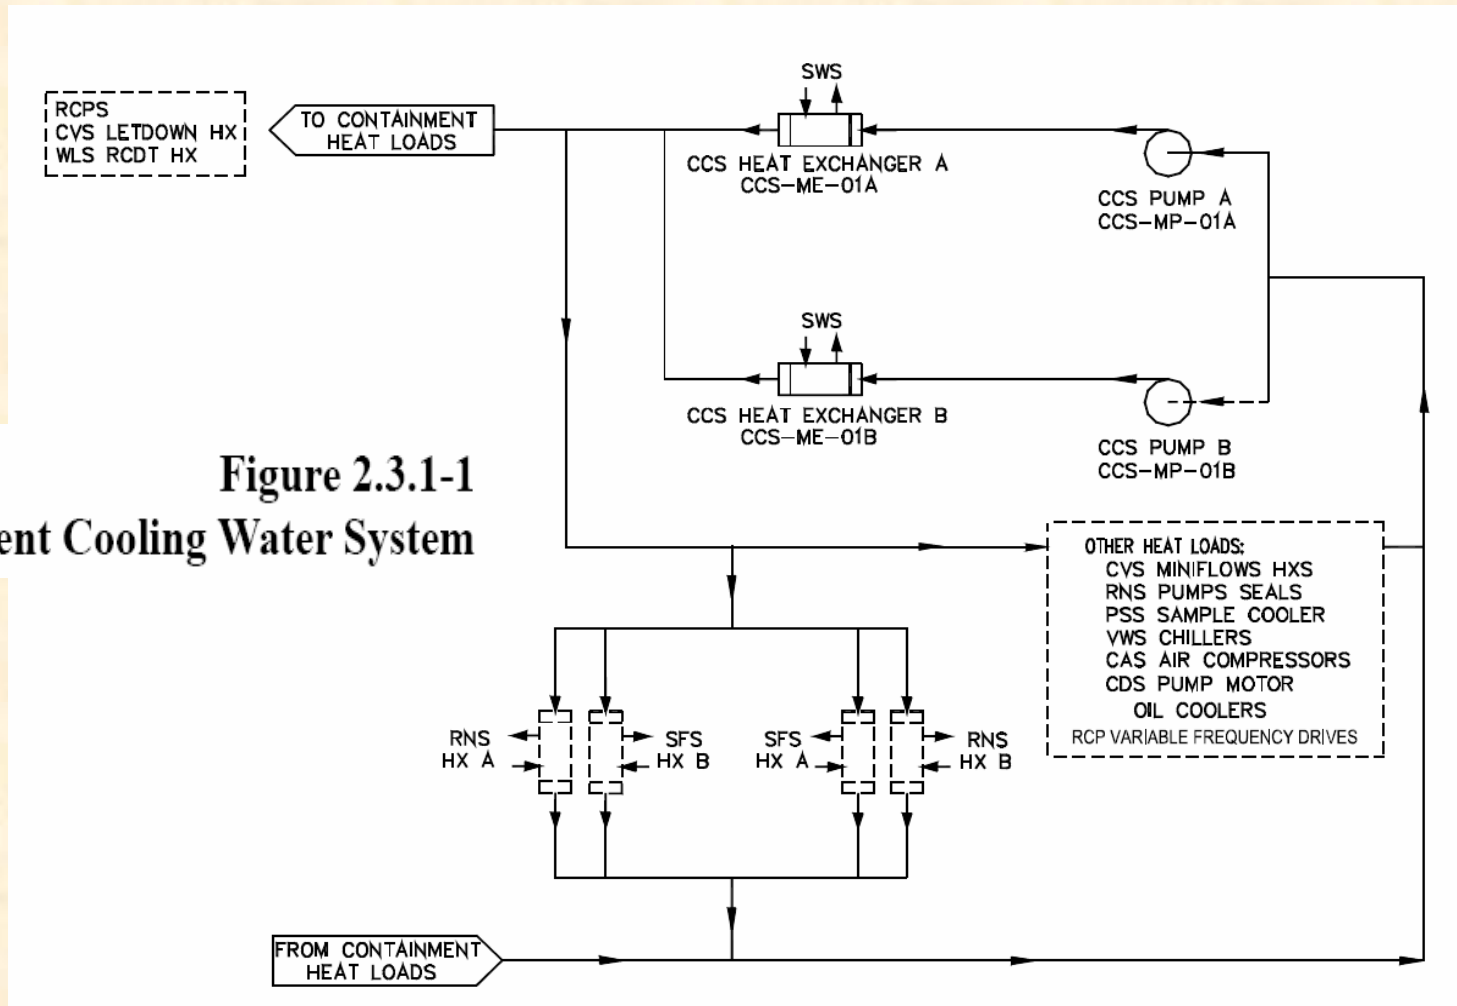 RCPS
CVS LETDOWN HX
WLS RCDT HX
TO CONTAINMENT
HEAT LOADS
SWS
CCS HEAT EXCHANGER A
CCS-ME-01A
CCS PUMP A
CCS-MP-01A
SWS
CCS HEAT EXCHANGER B
CCS-ME-01B
CCS PUMP B
CCS-MP-01B
Figure 2.3.1-1
ent Cooling Water System
OTHER HEAT LOADS:
CVS MINIFLOWS HXS
RNS PUMPS SEALS
PSS SAMPLE COOLER
VWS CHILLERS
CAS AIR COMPRESSORS
CDS PUMP MOTOR
OIL COOLERS
RCP VARIABLE FREQUENCY DRIVES
RNS
HX A
SFS
HX B
SFS
HX A
RNS
HX B
FROM CONTAINMENT
HEAT LOADS